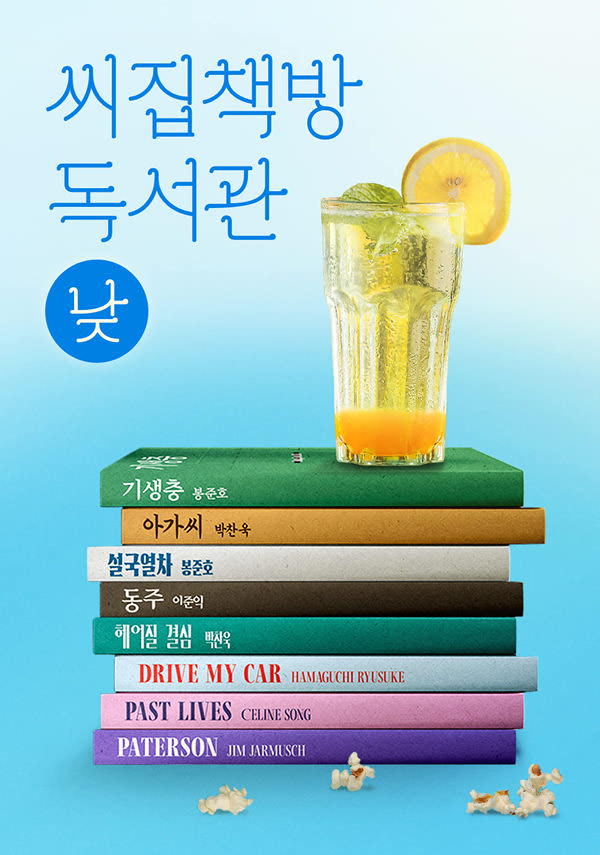 씨집책방
독서관
낮
기생충 봉준호
아가씨 박찬욱
설국열차 봉준호
동주 이준익
헤어질 결심 박찬욱
DRIVE MY CAR HAMAGUCHI RYUSUKE
PAST LIVES CELINE SONG
PATERSON JIM JARMUSCH